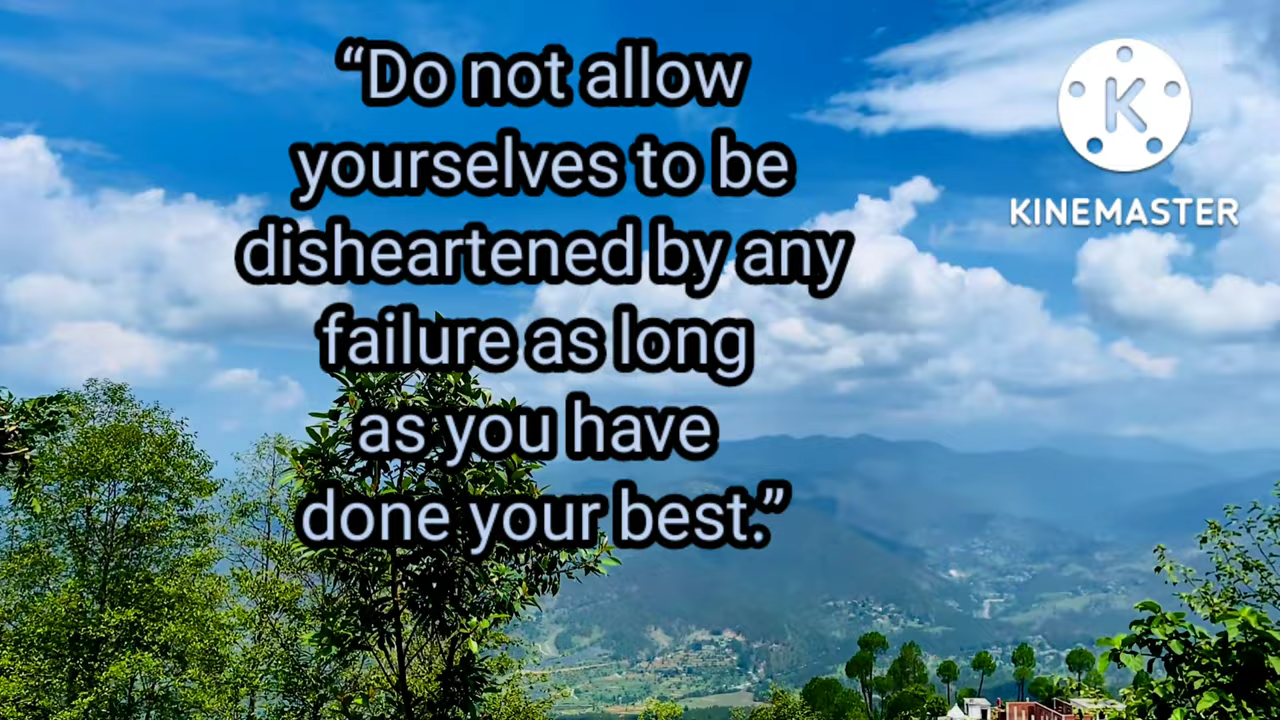 “Do not allow
yourselves to be
disheartened by any
failure as long
as you have
done your best.”
K
KINEMASTER